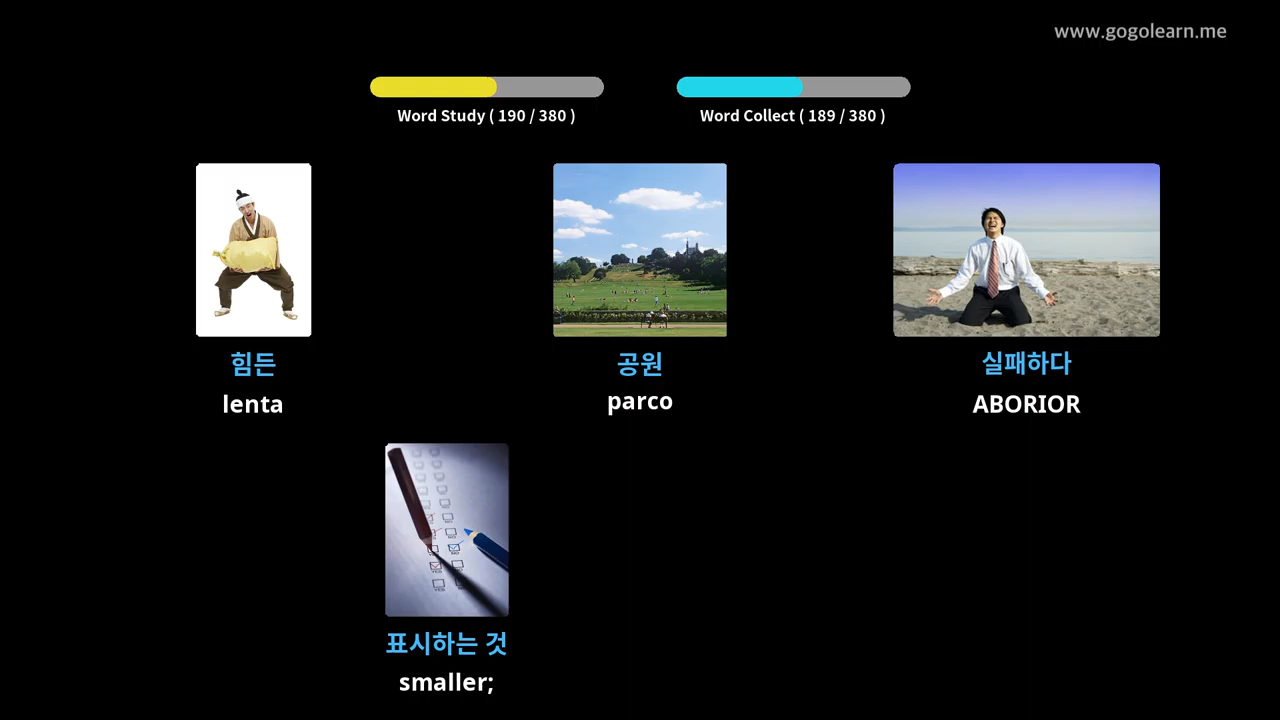 www.gogolearn.me
Word Study ( 190 / 380 )
Word Collect ( 189 / 380 )
힘든
lenta
공원
parco
실패하다
ABORIOR
표시하는 것
smaller;